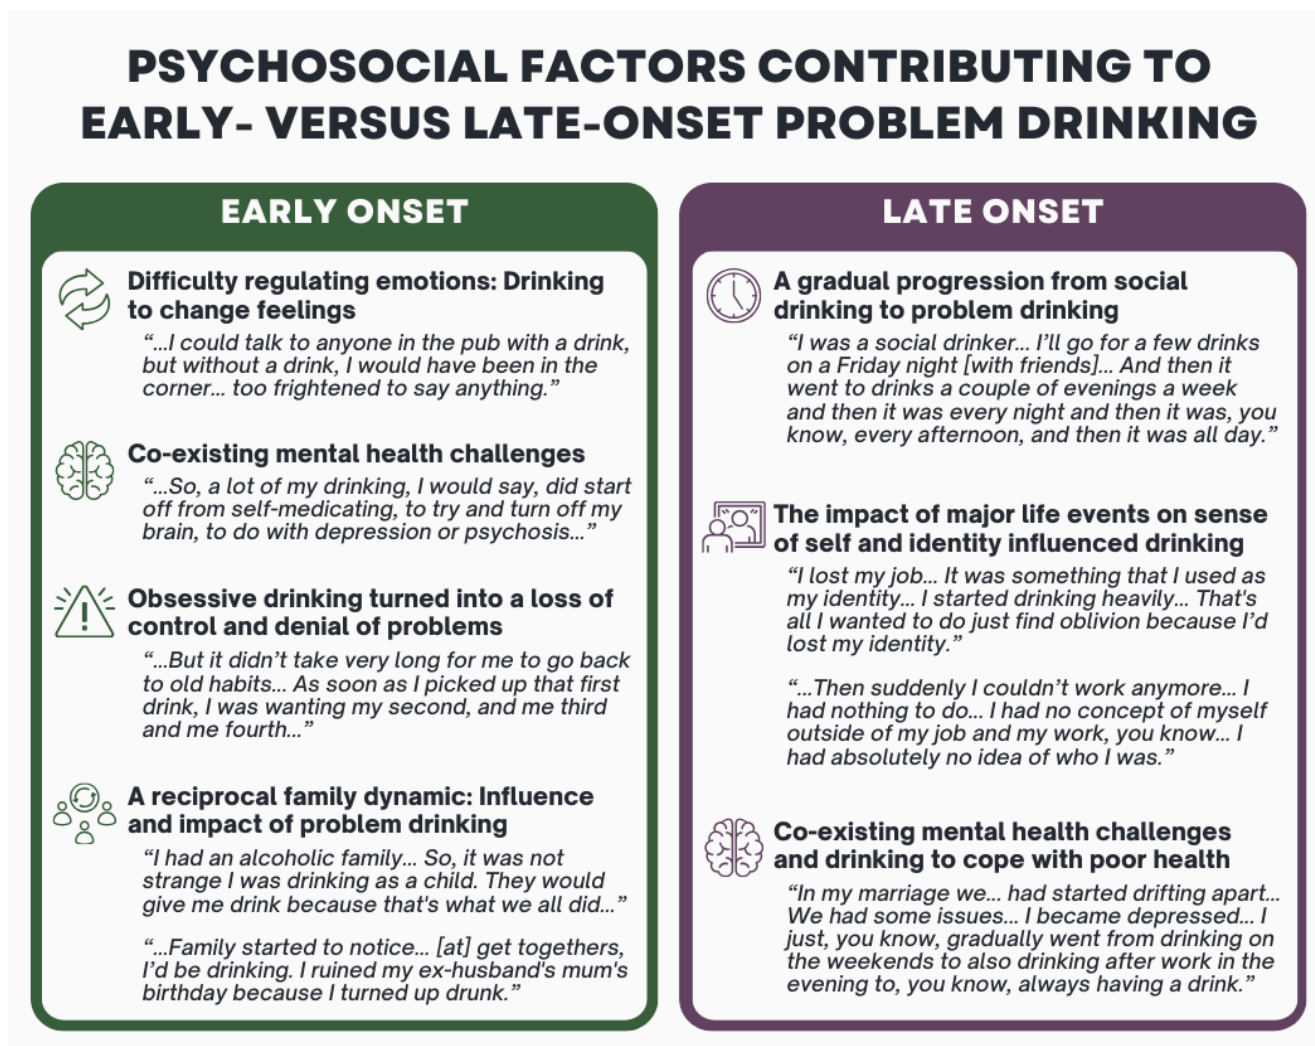 PSYCHOSOCIAL FACTORS CONTRIBUTING TO
EARLY- VERSUS LATE-ONSET PROBLEM DRINKING
EARLY ONSET
Difficulty regulating emotions: Drinking
to change feelings
“...I could talk to anyone in the pub with a drink,
but without a drink, I would have been in the
corner... too frightened to say anything.”
Co-existing mental health challenges
“...So, a lot of my drinking, I would say, did start
off from self-medicating, to try and turn off my
brain, to do with depression or psychosis...”
Obsessive drinking turned into a loss of
control and denial of problems
“...But it didn’t take very long for me to go back
to old habits... As soon as I picked up that first
drink, I was wanting my second, and me third
and me fourth...”
A reciprocal family dynamic: Influence
and impact of problem drinking
“I had an alcoholic family... So, it was not
strange I was drinking as a child. They would
give me drink because that's what we all did...”
“...Family started to notice... [at] get togethers,
I’d be drinking. I ruined my ex-husband's mum's
birthday because I turned up drunk.”
LATE ONSET
A gradual progression from social
drinking to problem drinking
“I was a social drinker... I’ll go for a few drinks
on a Friday night [with friends]... And then it
went to drinks a couple of evenings a week
and then it was every night and then it was, you
know, every afternoon, and then it was all day.”
The impact of major life events on sense
of self and identity influenced drinking
“I lost my job... It was something that I used as
my identity... I started drinking heavily... That's
all I wanted to do just find oblivion because I’d
lost my identity.”
“...Then suddenly I couldn’t work anymore... I
had nothing to do... I had no concept of myself
outside of my job and my work, you know... I
had absolutely no idea of who I was.”
Co-existing mental health challenges
and drinking to cope with poor health
“In my marriage we... had started drifting apart...
We had some issues... I became depressed... I
just, you know, gradually went from drinking on
the weekends to also drinking after work in the
evening to, you know, always having a drink.”